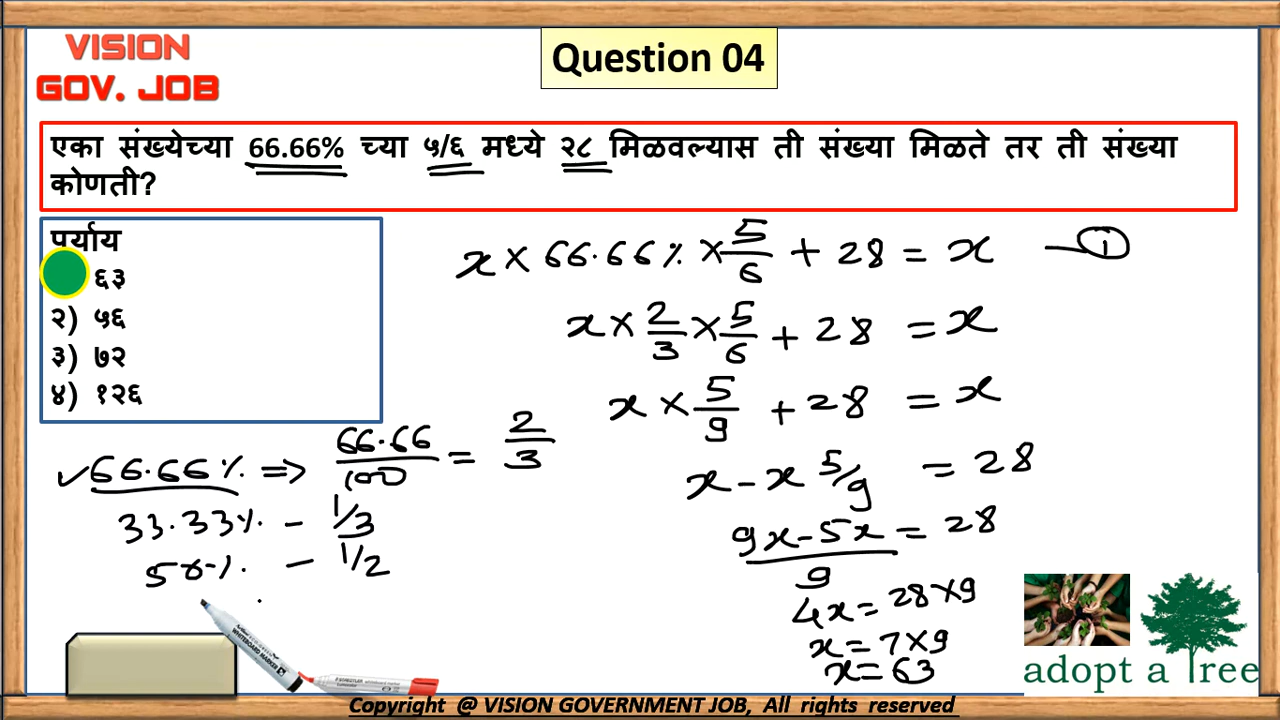 VISION
GOV. JOB
Question 04
एका संख्येच्या 66.66% च्या ५/६ मध्ये २८ मिळवल्यास ती संख्या मिळते तर ती संख्या
कोणती?
पर्याय
६३
२) ५६
३) ७२
४) १२६
x × 66.66% × 5/6 + 28 = x — ①
x × 2/3 × 5/6 + 28 = x
x × 5/9 + 28 = x
x - x 5/9 = 28
9x-5x/9 = 28
4x = 28×9
x = 7×9
x = 63
✓66.66% => 66.66/100 = 2/3
33.33% - 1/3
50%. - 1/2
adopt a Tree
Copyright @ VISION GOVERNMENT JOB, All rights reserved